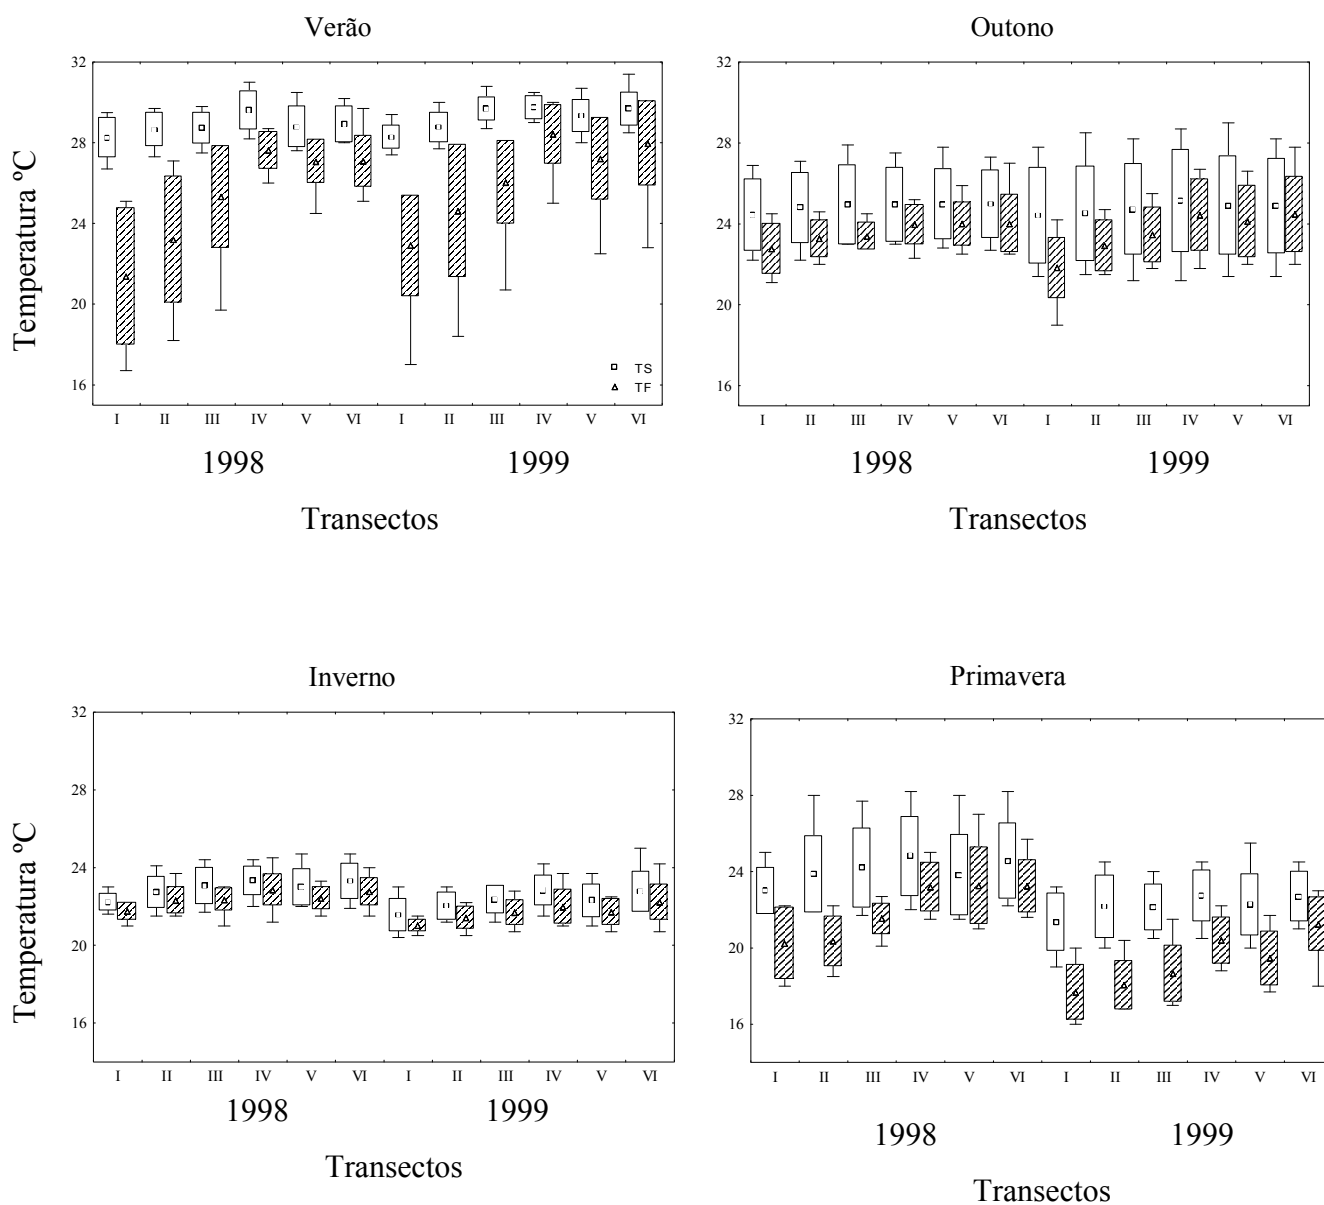 Verão
Temperatura ºC
32
28
24
20
16
TS
TF
I II III IV V VI I II III IV V VI
1998 1999
Transectos
Outono
32
28
24
20
16
I II III IV V VI I II III IV V VI
1998 1999
Transectos
Inverno
Temperatura ºC
32
28
24
20
16
I II III IV V VI I II III IV V VI
1998 1999
Transectos
Primavera
32
28
24
20
16
I II III IV V VI I II III IV V VI
1998 1999
Transectos